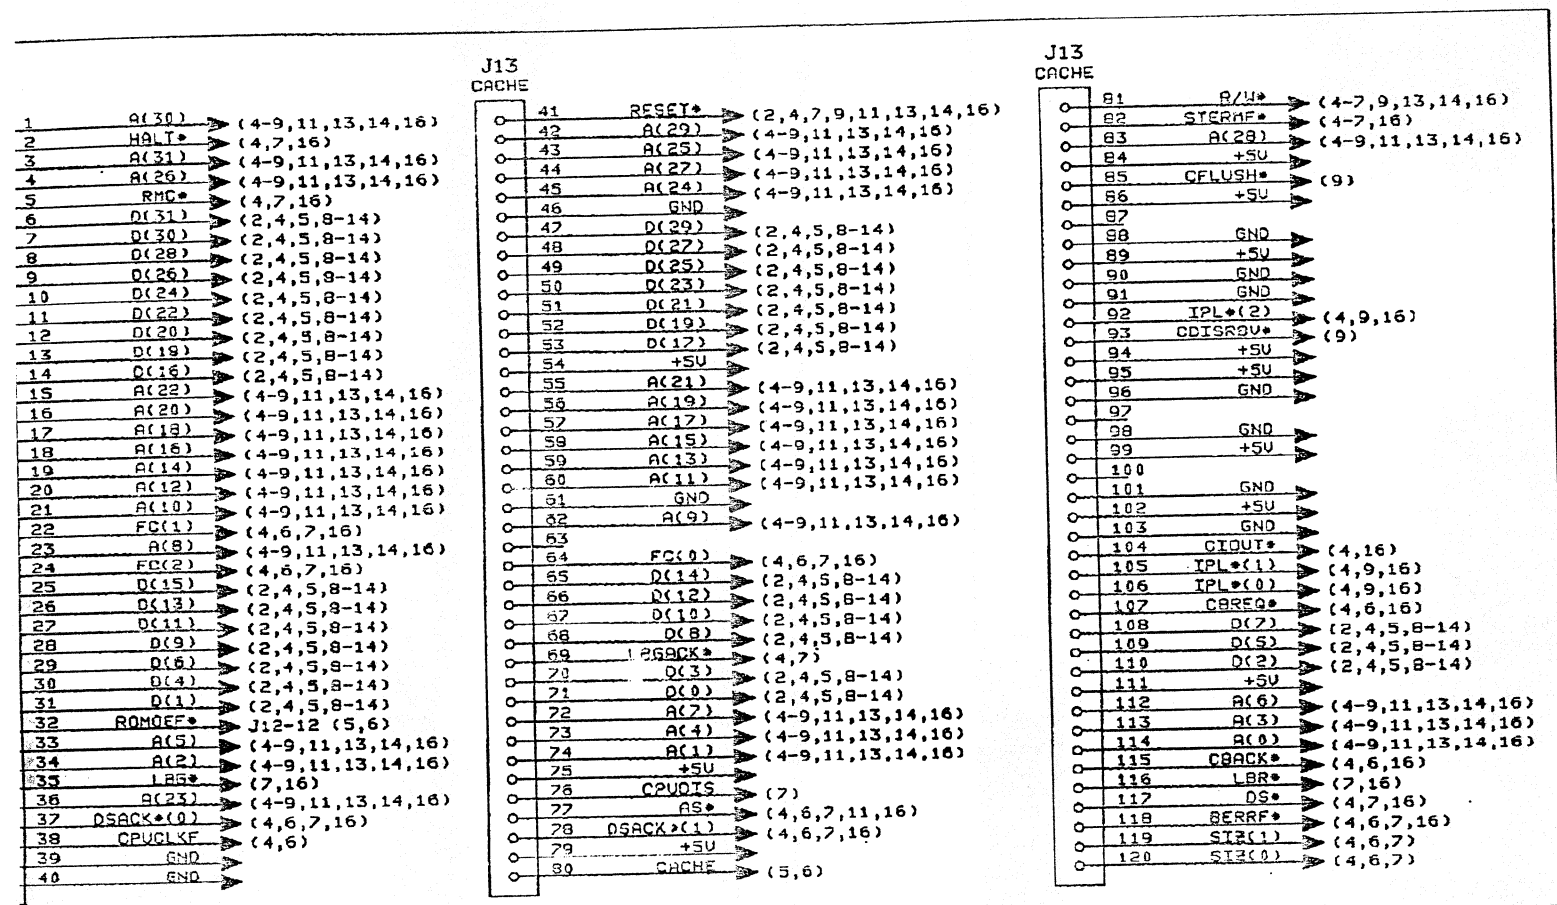 1 A(30) (4-9,11,13,14,16)
2 HALT* (4,7,16)
3 A(31) (4-9,11,13,14,16)
4 A(26) (4-9,11,13,14,16)
5 RMC* (4,7,16)
6 D(31) (2,4,5,8-14)
7 D(30) (2,4,5,8-14)
8 D(28) (2,4,5,8-14)
9 D(26) (2,4,5,8-14)
10 D(24) (2,4,5,8-14)
11 D(22) (2,4,5,8-14)
12 D(20) (2,4,5,8-14)
13 D(18) (2,4,5,8-14)
14 D(16) (2,4,5,8-14)
15 A(22) (4-9,11,13,14,16)
16 A(20) (4-9,11,13,14,16)
17 A(18) (4-9,11,13,14,16)
18 A(16) (4-9,11,13,14,16)
19 A(14) (4-9,11,13,14,16)
20 A(12) (4-9,11,13,14,16)
21 A(10) (4-9,11,13,14,16)
22 FC(1) (4,6,7,16)
23 A(8) (4-9,11,13,14,16)
24 FC(2) (4,6,7,16)
25 D(15) (2,4,5,8-14)
26 D(13) (2,4,5,8-14)
27 D(11) (2,4,5,8-14)
28 D(9) (2,4,5,8-14)
29 D(6) (2,4,5,8-14)
30 D(4) (2,4,5,8-14)
31 D(1) (2,4,5,8-14)
32 ROMOEF* J12-12 (5,6)
33 A(5) (4-9,11,13,14,16)
34 A(2) (4-9,11,13,14,16)
35 LBG* (7,16)
36 A(23) (4-9,11,13,14,16)
37 DSACK*(0) (4,6,7,16)
38 CPUCLKF (4,6)
39 GND
40 GND
J13
CACHE
41 RESET* (2,4,7,9,11,13,14,16)
42 A(29) (4-9,11,13,14,16)
43 A(25) (4-9,11,13,14,16)
44 A(27) (4-9,11,13,14,16)
45 A(24) (4-9,11,13,14,16)
46 GND
47 D(29) (2,4,5,8-14)
48 D(27) (2,4,5,8-14)
49 D(25) (2,4,5,8-14)
50 D(23) (2,4,5,8-14)
51 D(21) (2,4,5,8-14)
52 D(19) (2,4,5,8-14)
53 D(17) (2,4,5,8-14)
54 +5V
55 A(21) (4-9,11,13,14,16)
56 A(19) (4-9,11,13,14,16)
57 A(17) (4-9,11,13,14,16)
58 A(15) (4-9,11,13,14,16)
59 A(13) (4-9,11,13,14,16)
60 A(11) (4-9,11,13,14,16)
61 GND
62 A(9) (4-9,11,13,14,16)
63
64 FC(0) (4,6,7,16)
65 D(14) (2,4,5,8-14)
66 D(12) (2,4,5,8-14)
67 D(10) (2,4,5,8-14)
68 D(8) (2,4,5,8-14)
69 LBGACK* (4,7)
70 D(3) (2,4,5,8-14)
71 D(0) (2,4,5,8-14)
72 A(7) (4-9,11,13,14,16)
73 A(4) (4-9,11,13,14,16)
74 A(1) (4-9,11,13,14,16)
75 +5V
76 CPUDIS (7)
77 AS* (4,6,7,11,16)
78 DSACK*(1) (4,6,7,16)
79 +5V
80 CACHE (5,6)
J13
CACHE
81 R/W* (4-7,9,13,14,16)
82 STERMF* (4-7,16)
83 A(28) (4-9,11,13,14,16)
84 +5V
85 CFLUSH* (9)
86 +5V
87
88 GND
89 +5V
90 GND
91 GND
92 IPL*(2) (4,9,16)
93 CDISRSV* (9)
94 +5V
95 +5V
96 GND
97
98 GND
99 +5V
100
101 GND
102 +5V
103 GND
104 CIOUT* (4,16)
105 IPL*(1) (4,9,16)
106 IPL*(0) (4,9,16)
107 CBREQ* (4,6,16)
108 D(7) (2,4,5,8-14)
109 D(5) (2,4,5,8-14)
110 D(2) (2,4,5,8-14)
111 +5V
112 A(6) (4-9,11,13,14,16)
113 A(3) (4-9,11,13,14,16)
114 A(0) (4-9,11,13,14,16)
115 CBACK* (4,6,16)
116 LBR* (7,16)
117 DS* (4,7,16)
118 BERRF* (4,6,7,16)
119 SIZ(1) (4,6,7)
120 SIZ(0) (4,6,7)